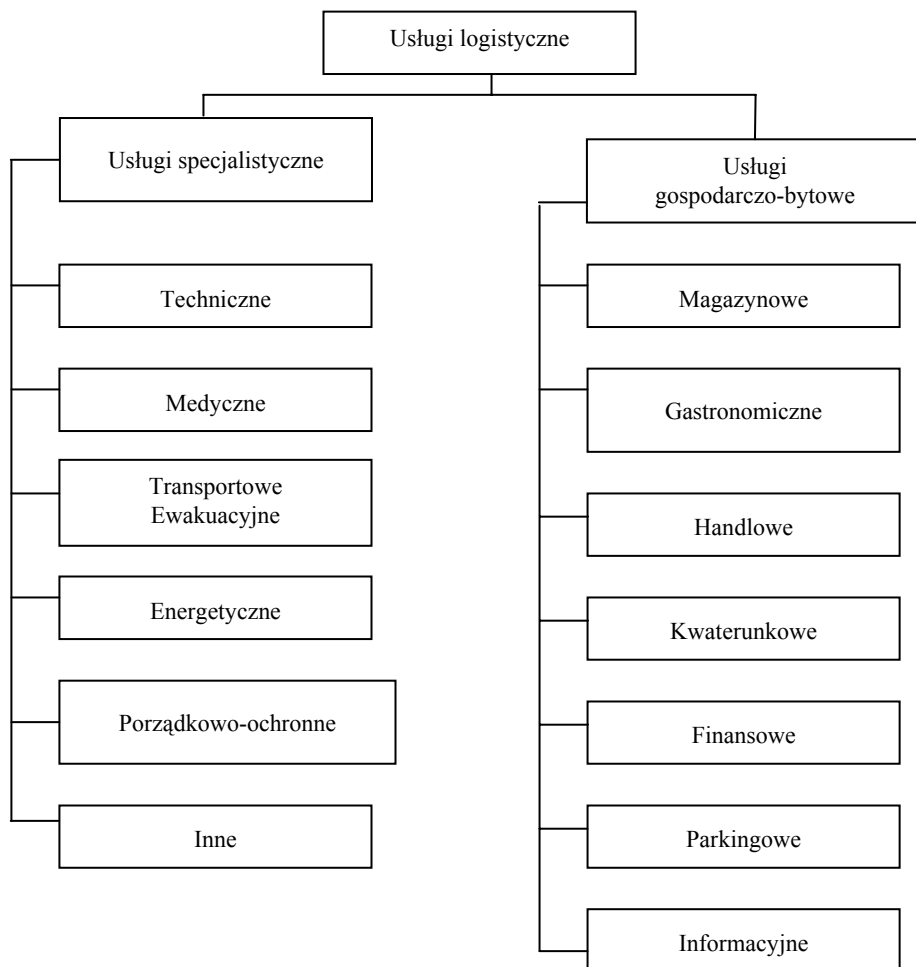 Usługi logistyczne
Usługi specjalistyczne
Usługi
gospodarczo-bytowe
Techniczne
Medyczne
Transportowe
Ewakuacyjne
Energetyczne
Porządkowo-ochronne
Inne
Magazynowe
Gastronomiczne
Handlowe
Kwaterunkowe
Finansowe
Parkingowe
Informacyjne